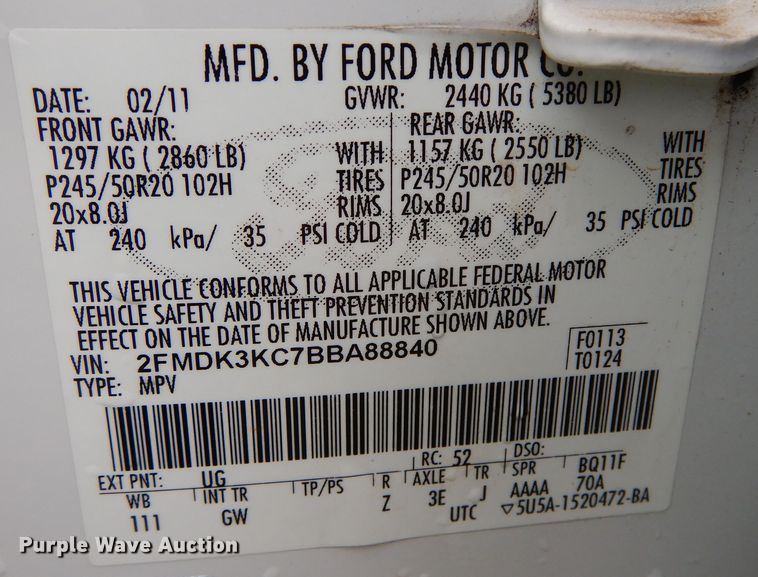 MFD. BY FORD MOTOR CO.
DATE: 02/11 GVWR: 2440 KG ( 5380 LB)
FRONT GAWR: REAR GAWR:
1297 KG ( 2860 LB) WITH 1157 KG ( 2550 LB) WITH
P245/50R20 102H TIRES P245/50R20 102H TIRES
20x8.0J RIMS 20x8.0J RIMS
AT 240 kPa/ 35 PSI COLD AT 240 kPa/ 35 PSI COLD
THIS VEHICLE CONFORMS TO ALL APPLICABLE FEDERAL MOTOR
VEHICLE SAFETY AND THEFT PREVENTION STANDARDS IN
EFFECT ON THE DATE OF MANUFACTURE SHOWN ABOVE.
VIN: 2FMDK3KC7BBA88840 F0113
TYPE: MPV T0124
EXT PNT: UG RC: 52 DSO:
WB INT TR TP/PS R AXLE TR SPR BQ11F
111 GW Z 3E J AAAA 70A
UTC ▽5U5A-1520472-BA
Purple Wave Auction